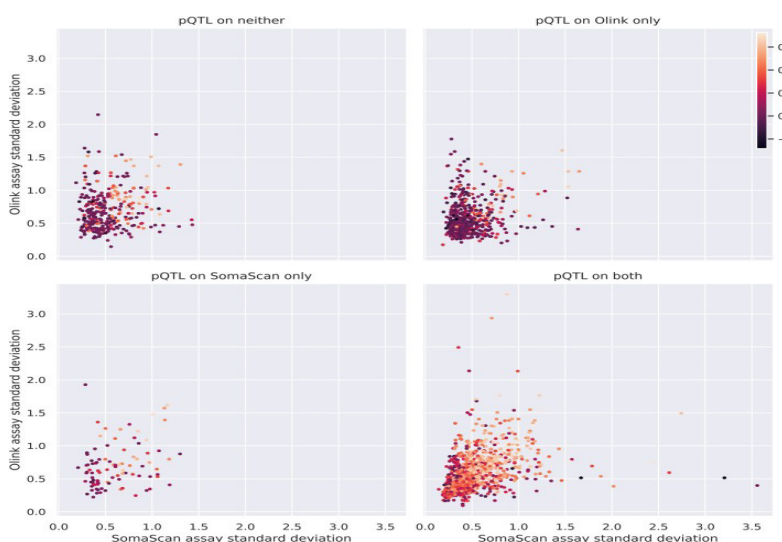 pQTL on neither
pQTL on Olink only
3.0
2.5
2.0
1.5
1.0
0.5
0.0
Olink assay standard deviation
pQTL on SomaScan only
pQTL on both
3.0
2.5
2.0
1.5
1.0
0.5
0.0
Olink assay standard deviation
0.0 0.5 1.0 1.5 2.0 2.5 3.0 3.5
0.0 0.5 1.0 1.5 2.0 2.5 3.0 3.5
SomaScan assay standard deviation
SomaScan assay standard deviation